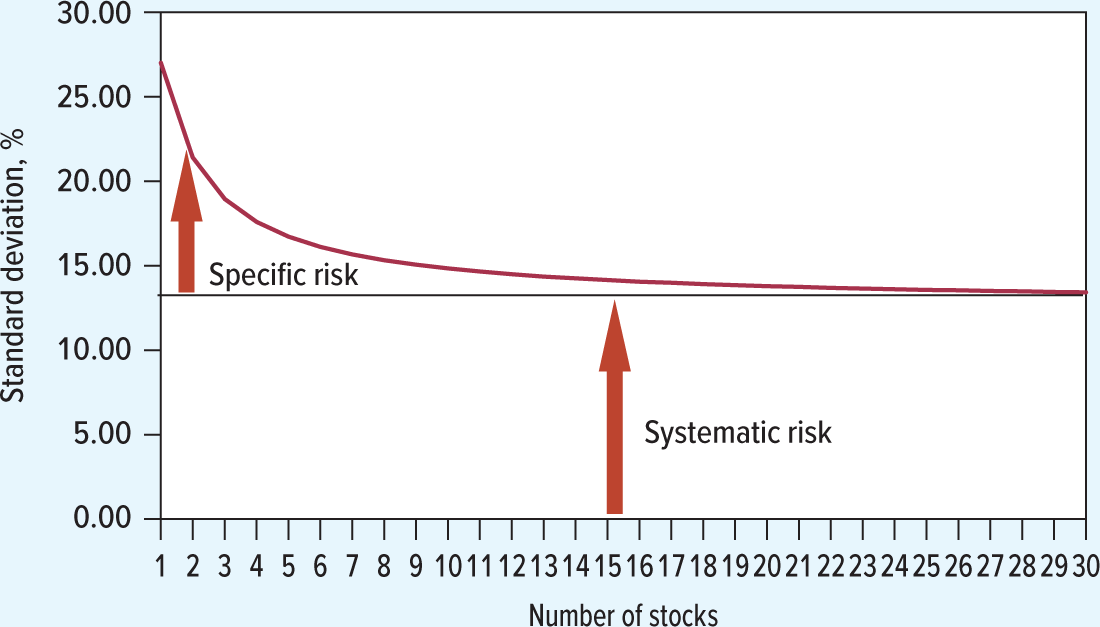 Standard deviation, %
30.00
25.00
20.00
15.00
10.00
5.00
0.00
Specific risk
Systematic risk
1 2 3 4 5 6 7 8 9 10 11 12 13 14 15 16 17 18 19 20 21 22 23 24 25 26 27 28 29 30
Number of stocks